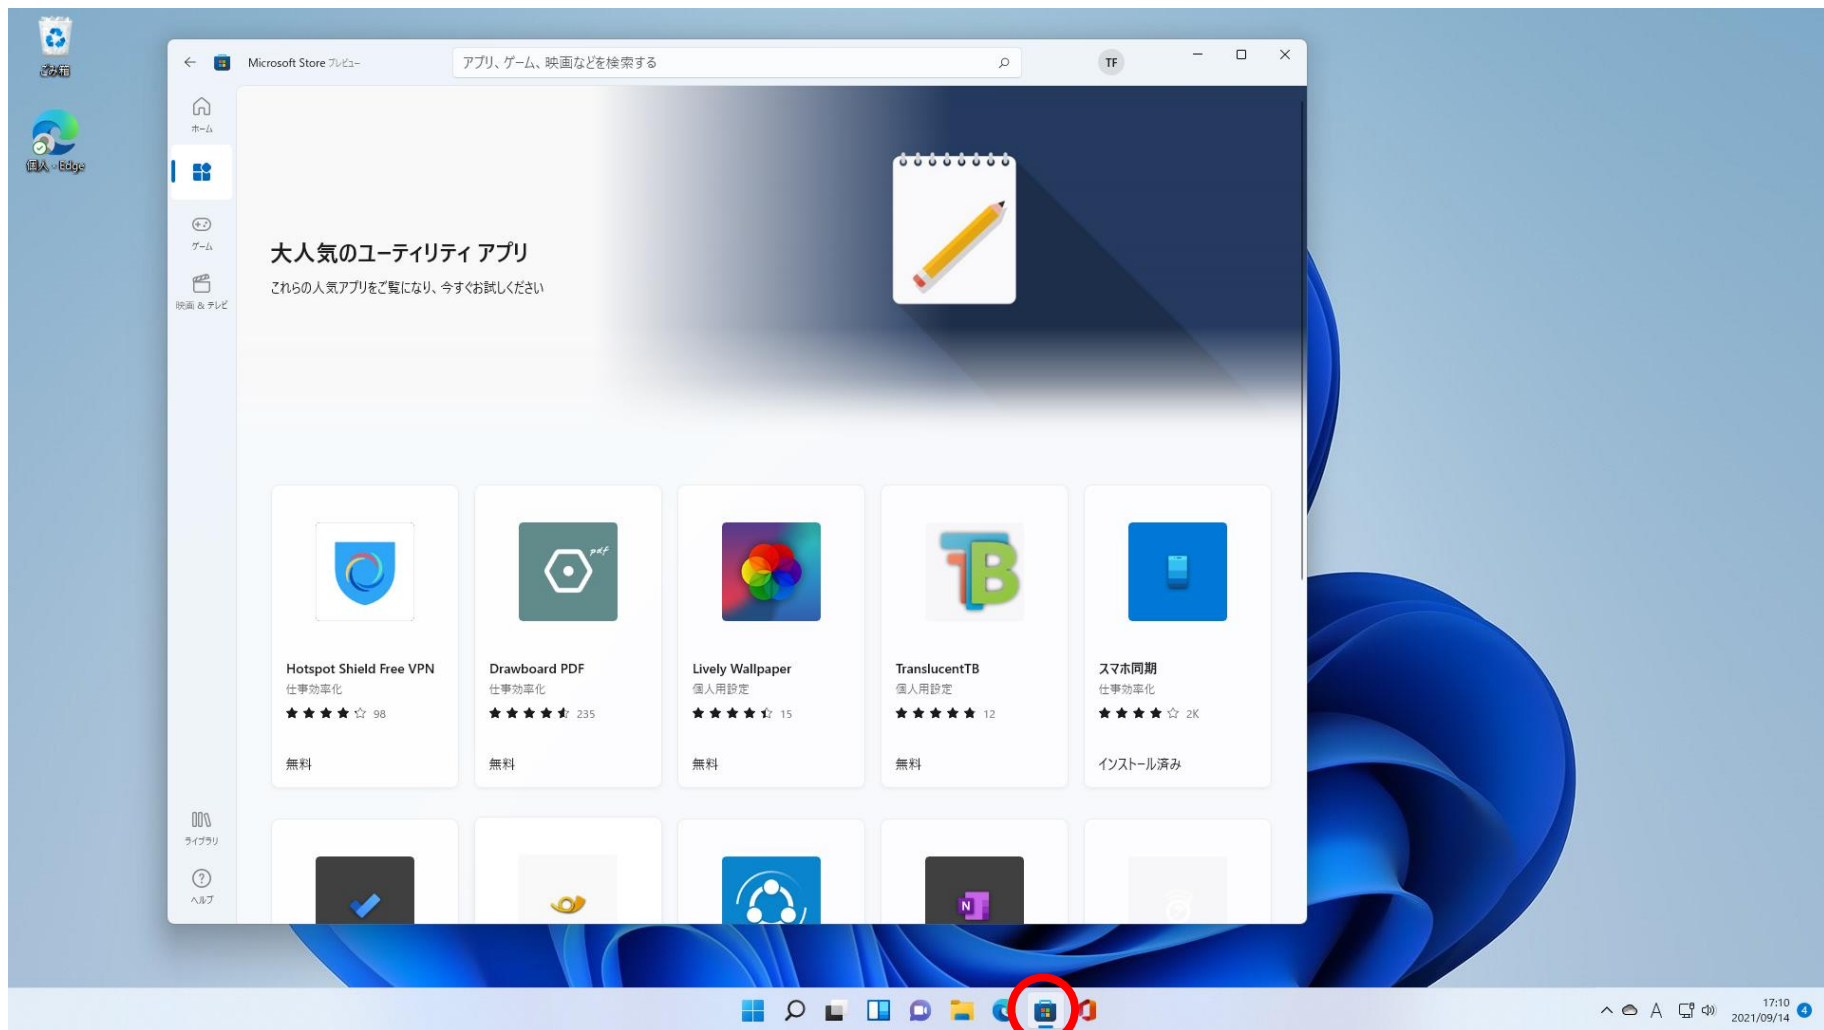 ごみ箱
個人 - Edge
Microsoft Store プレビュー
アプリ、ゲーム、映画などを検索する
TF
ホーム
ゲーム
映画 & テレビ
ライブラリ
ヘルプ
大人気のユーティリティ アプリ
これらの人気アプリをご覧になり、今すぐお試しください
pdf
TB
Hotspot Shield Free VPN
仕事効率化
98
無料
Drawboard PDF
仕事効率化
235
無料
Lively Wallpaper
個人用設定
15
無料
TranslucentTB
個人用設定
12
無料
スマホ同期
仕事効率化
2K
インストール済み
N
A
17:10
2021/09/14
4